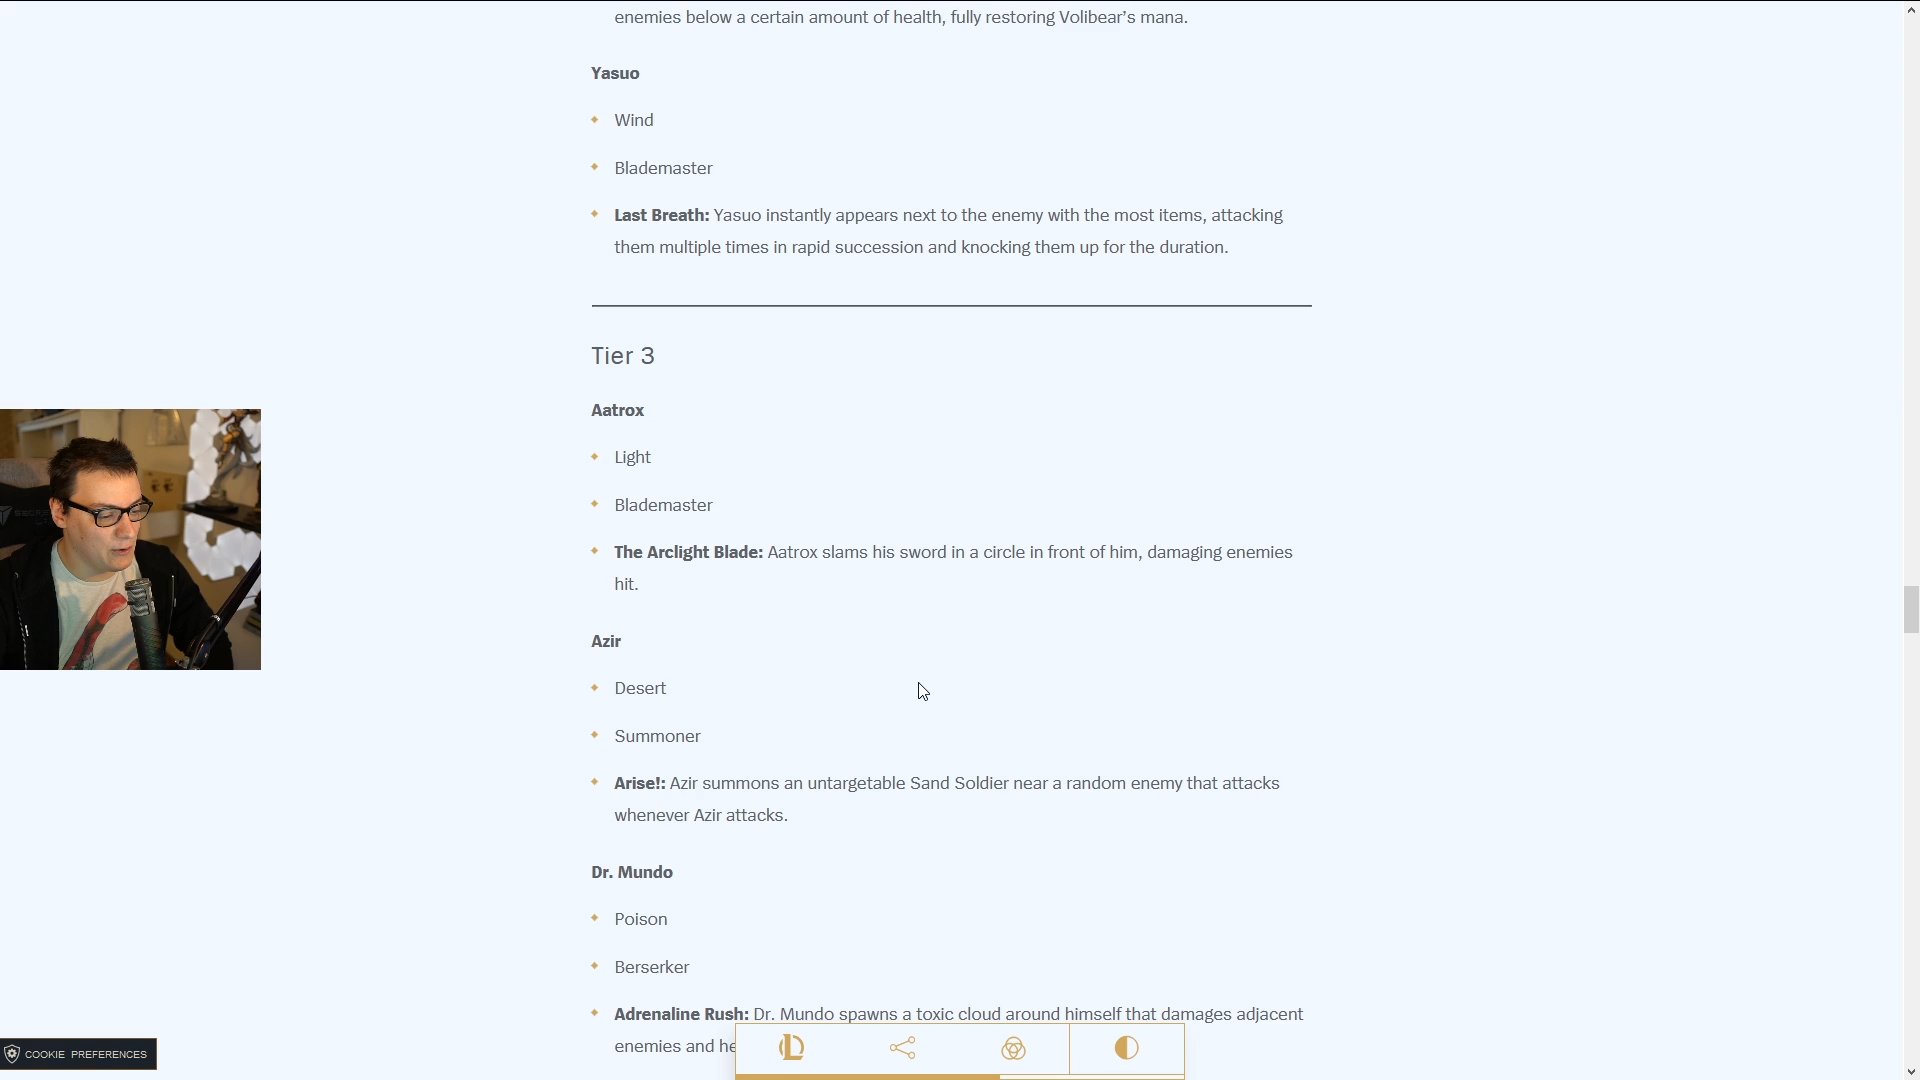 enemies below a certain amount of health, fully restoring Volibear’s mana.
Yasuo
Wind
Blademaster
Last Breath: Yasuo instantly appears next to the enemy with the most items, attacking
them multiple times in rapid succession and knocking them up for the duration.
Tier 3
Aatrox
Light
Blademaster
The Arclight Blade: Aatrox slams his sword in a circle in front of him, damaging enemies
hit.
Azir
Desert
Summoner
Arise!: Azir summons an untargetable Sand Soldier near a random enemy that attacks
whenever Azir attacks.
Dr. Mundo
Poison
Berserker
Adrenaline Rush: Dr. Mundo spawns a toxic cloud around himself that damages adjacent
enemies and he
COOKIE PREFERENCES